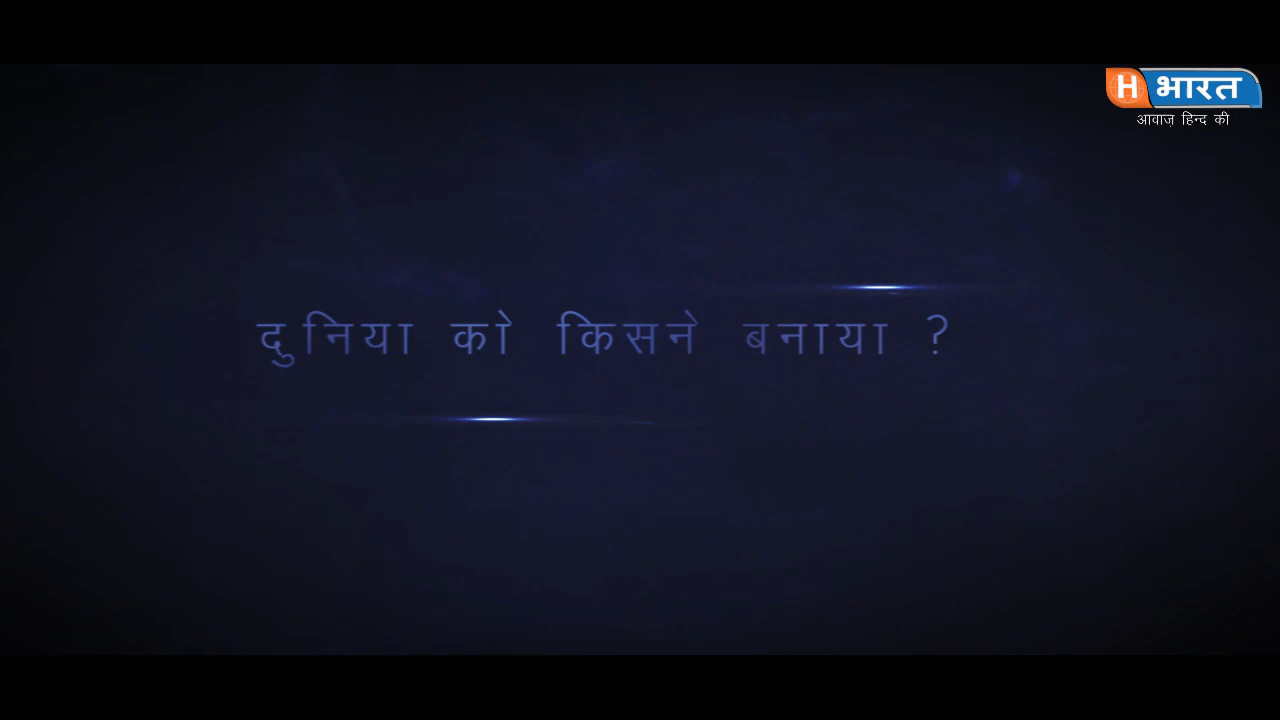 H भारत
आवाज़ हिन्द की
दुनिया को किसने बनाया ?